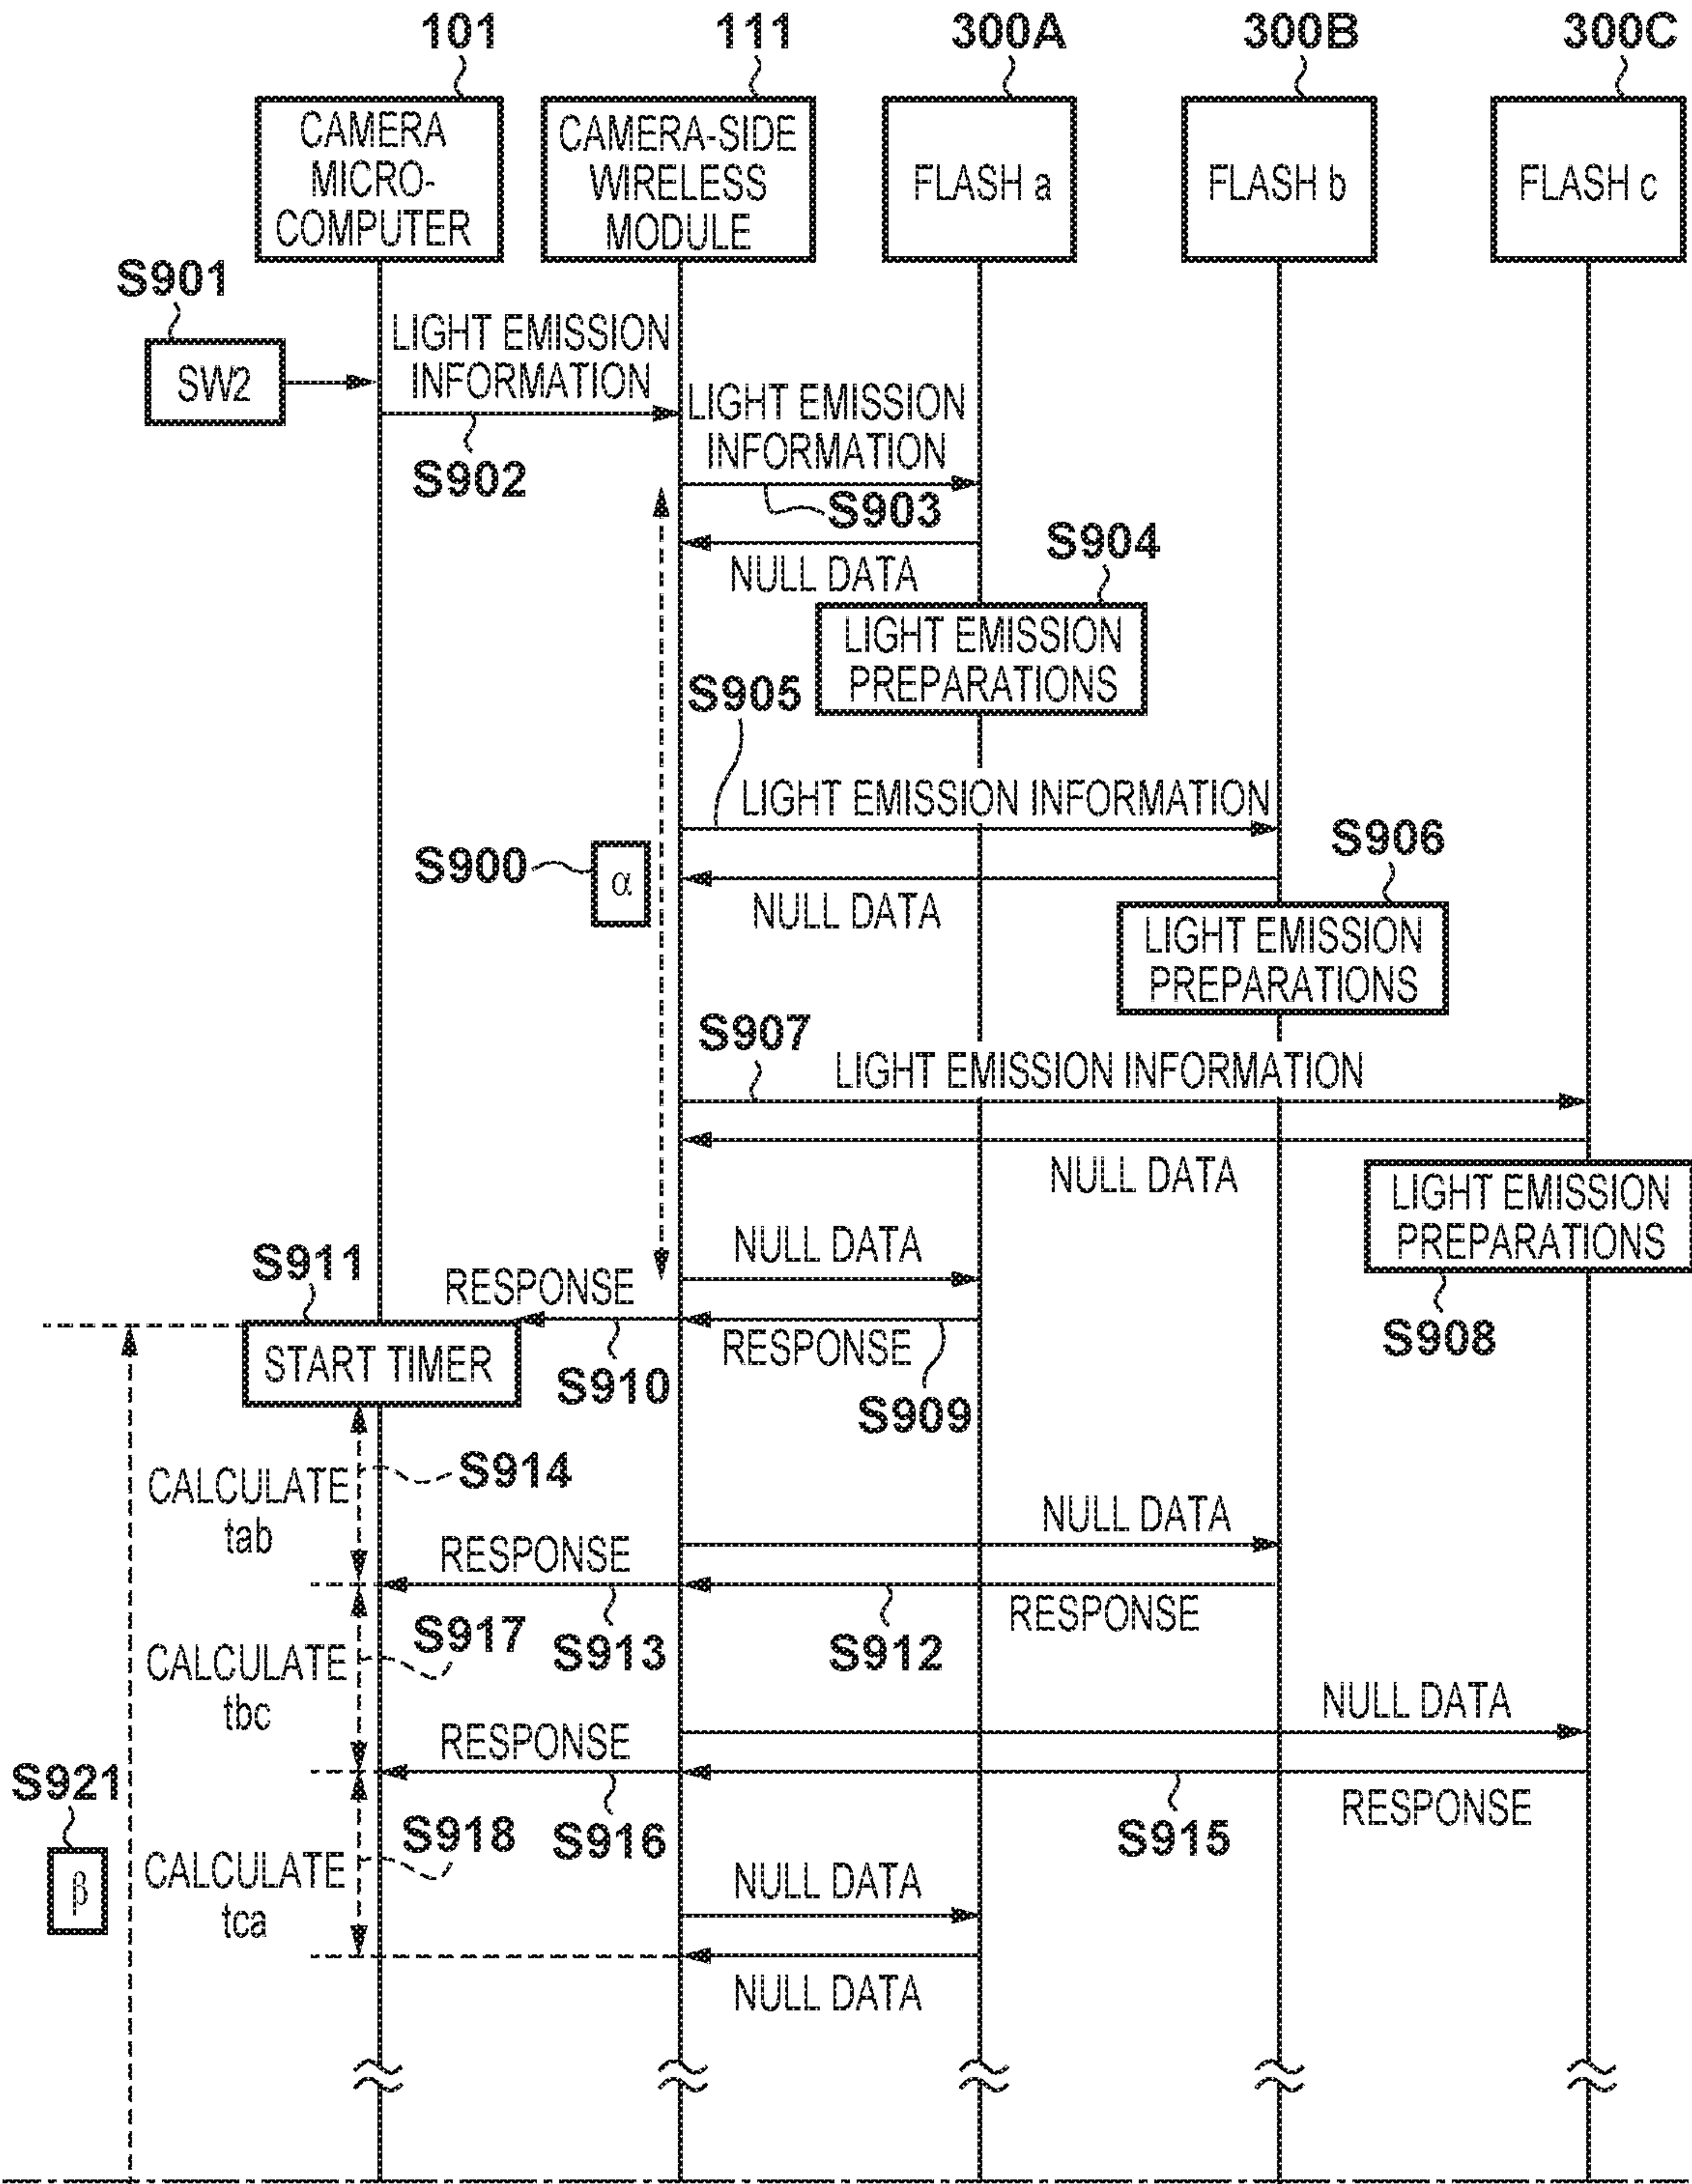 101
111
300A
300B
300C
CAMERA
MICRO-
COMPUTER
CAMERA-SIDE
WIRELESS
MODULE
FLASH a
FLASH b
FLASH c
S901
SW2
LIGHT EMISSION
INFORMATION
S902
LIGHT EMISSION
INFORMATION
S903
NULL DATA
S904
LIGHT EMISSION
PREPARATIONS
S905
LIGHT EMISSION INFORMATION
S900
α
NULL DATA
S906
LIGHT EMISSION
PREPARATIONS
S907
LIGHT EMISSION INFORMATION
NULL DATA
LIGHT EMISSION
PREPARATIONS
S908
NULL DATA
S911
RESPONSE
START TIMER
S910
RESPONSE
S909
CALCULATE
tab
S914
NULL DATA
RESPONSE
S913
S912
RESPONSE
CALCULATE
tbc
S917
NULL DATA
RESPONSE
S916
S915
RESPONSE
S921
β
CALCULATE
tca
S918
NULL DATA
NULL DATA